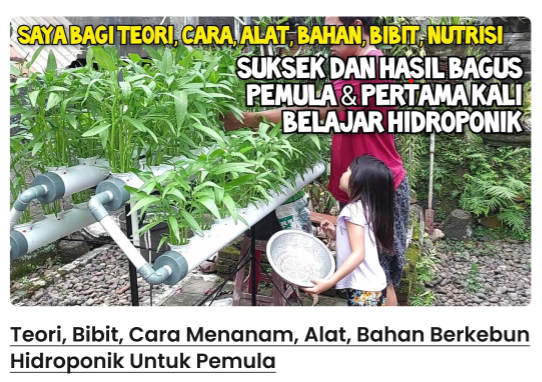 SAYA BAGI TEORI, CARA, ALAT, BAHAN, BIBIT, NUTRISI
SUKSEK DAN HASIL BAGUS
PEMULA & PERTAMA KALI
BELAJAR HIDROPONIK
Teori, Bibit, Cara Menanam, Alat, Bahan Berkebun
Hidroponik Untuk Pemula